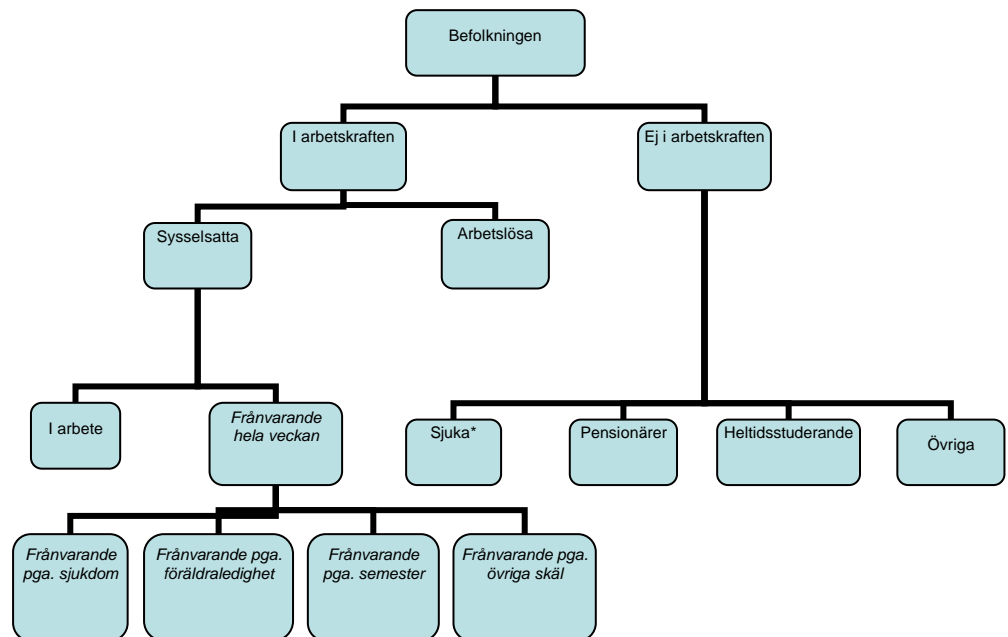 Befolkningen
I arbetskraften
Ej i arbetskraften
Sysselsatta
Arbetslösa
I arbete
Frånvarande
hela veckan
Sjuka*
Pensionärer
Heltidsstuderande
Övriga
Frånvarande
pga. sjukdom
Frånvarande pga.
föräldraledighet
Frånvarande
pga. semester
Frånvarande pga.
övriga skäl